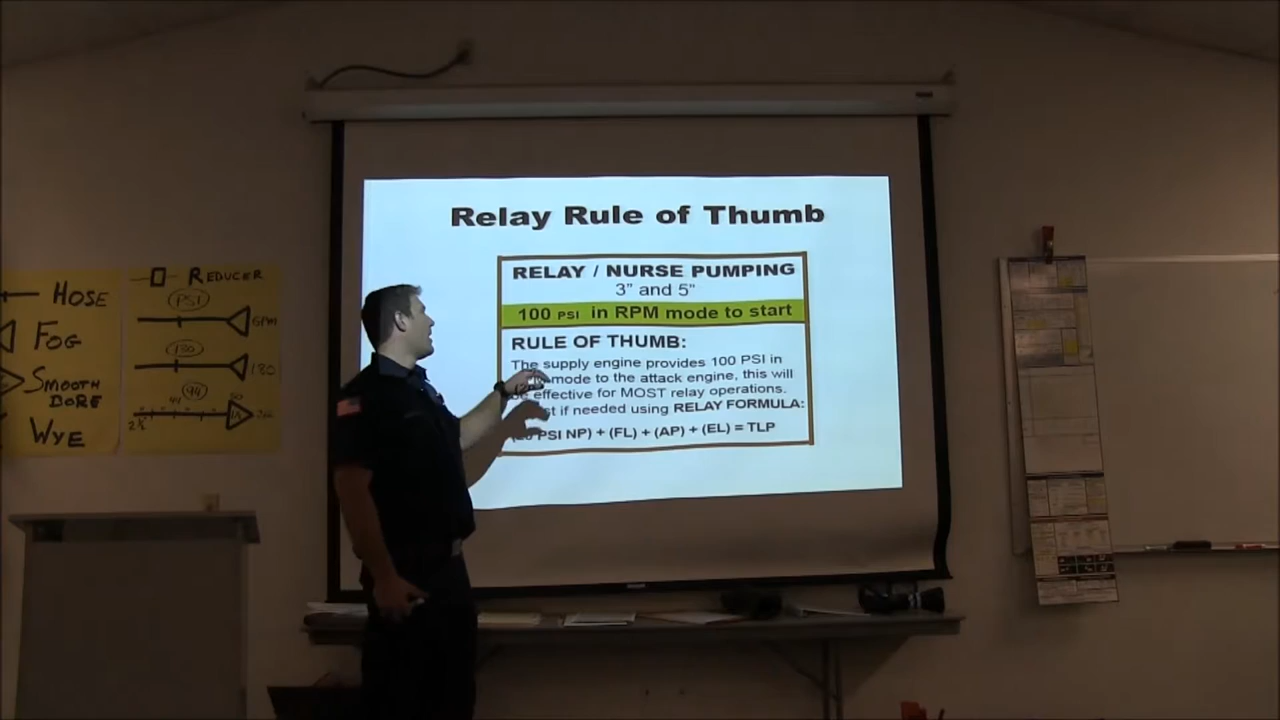 Relay Rule of Thumb
RELAY / NURSE PUMPING
3" and 5"
100 PSI in RPM mode to start
RULE OF THUMB:
The supply engine provides 100 PSI in
mode to the attack engine, this will
effective for MOST relay operations.
if needed using RELAY FORMULA:
PSI NP) + (FL) + (AP) + (EL) = TLP
HOSE
FOG
SMOOTH
BORE
WYE
REDUCER
PSI
GPM
130
180
94
2½